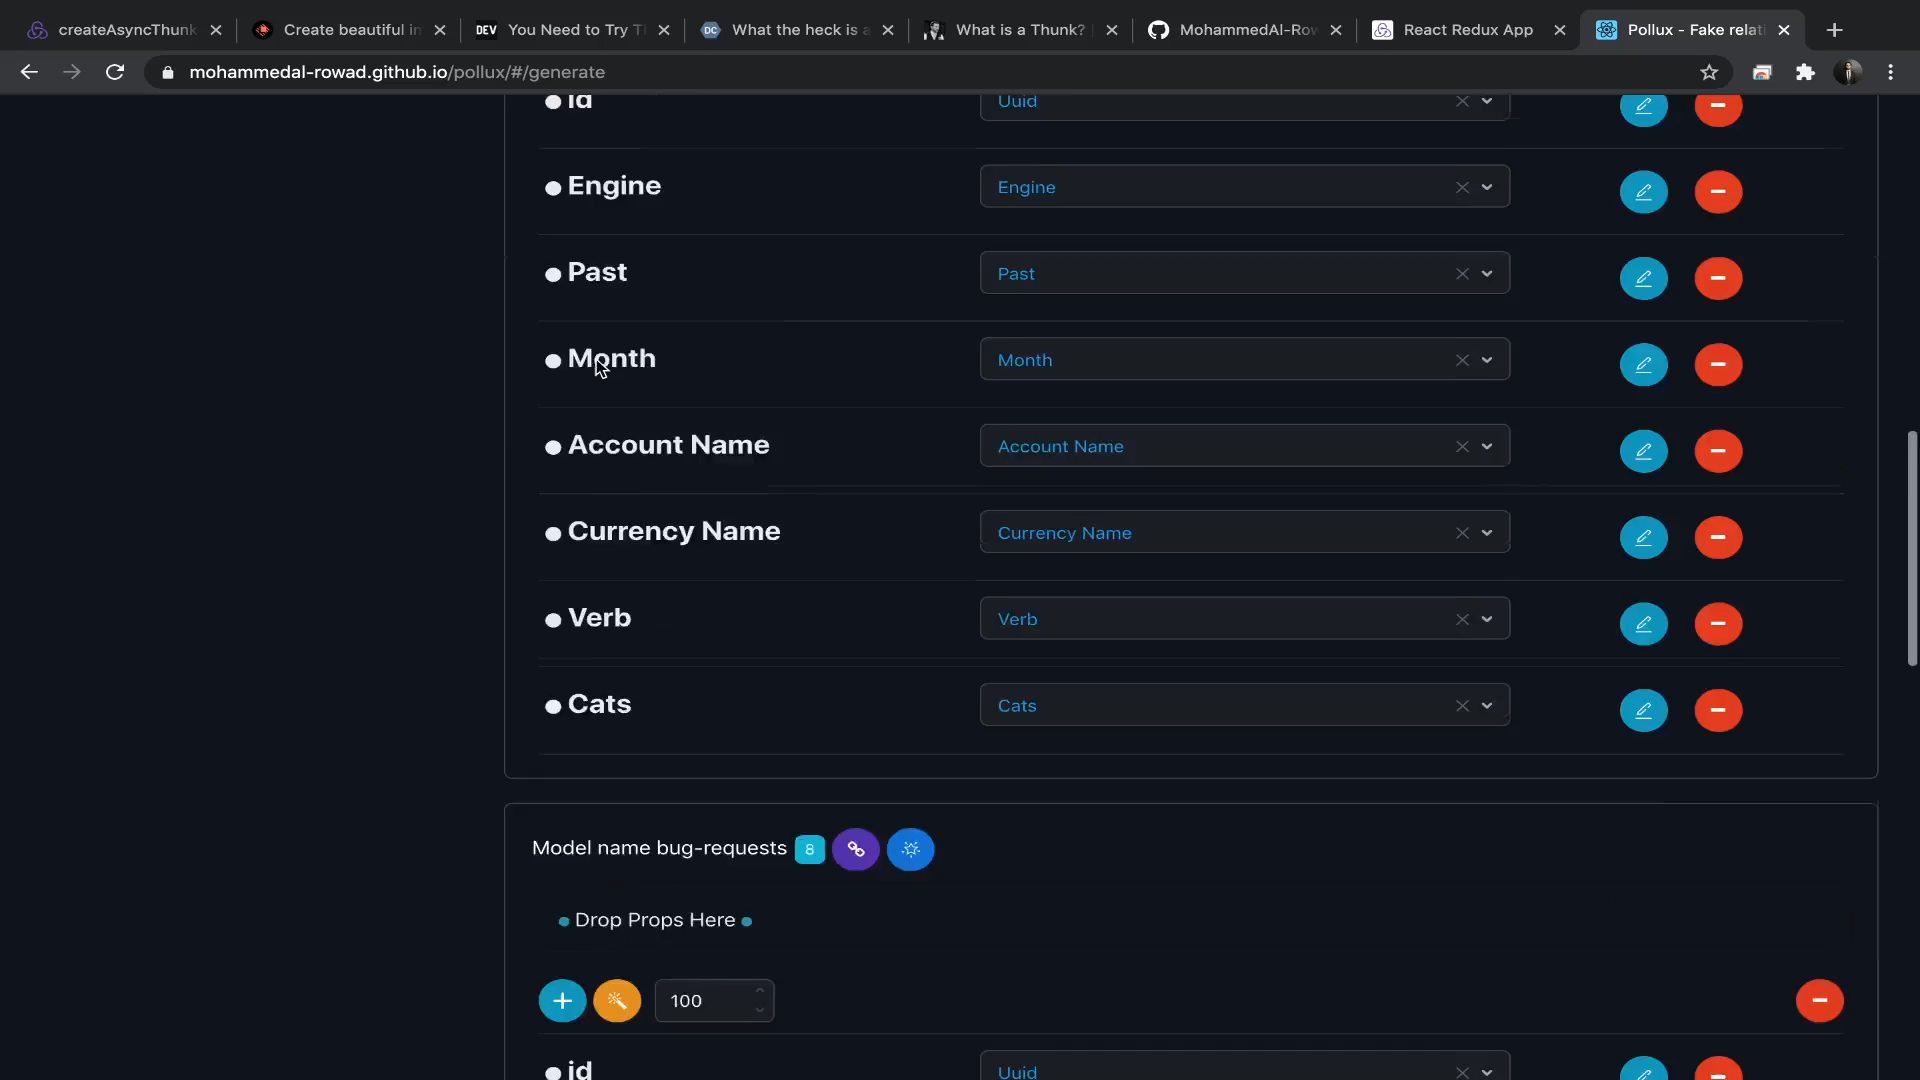 createAsyncThunk
Create beautiful in
DEV You Need to Try T
DC What the heck is a
What is a Thunk?
MohammedAl-Row
React Redux App
Pollux - Fake relati
mohammedal-rowad.github.io/pollux/#/generate
id Uuid
Engine Engine
Past Past
Month Month
Account Name Account Name
Currency Name Currency Name
Verb Verb
Cats Cats
Model name bug-requests 8
Drop Props Here
100
id Uuid